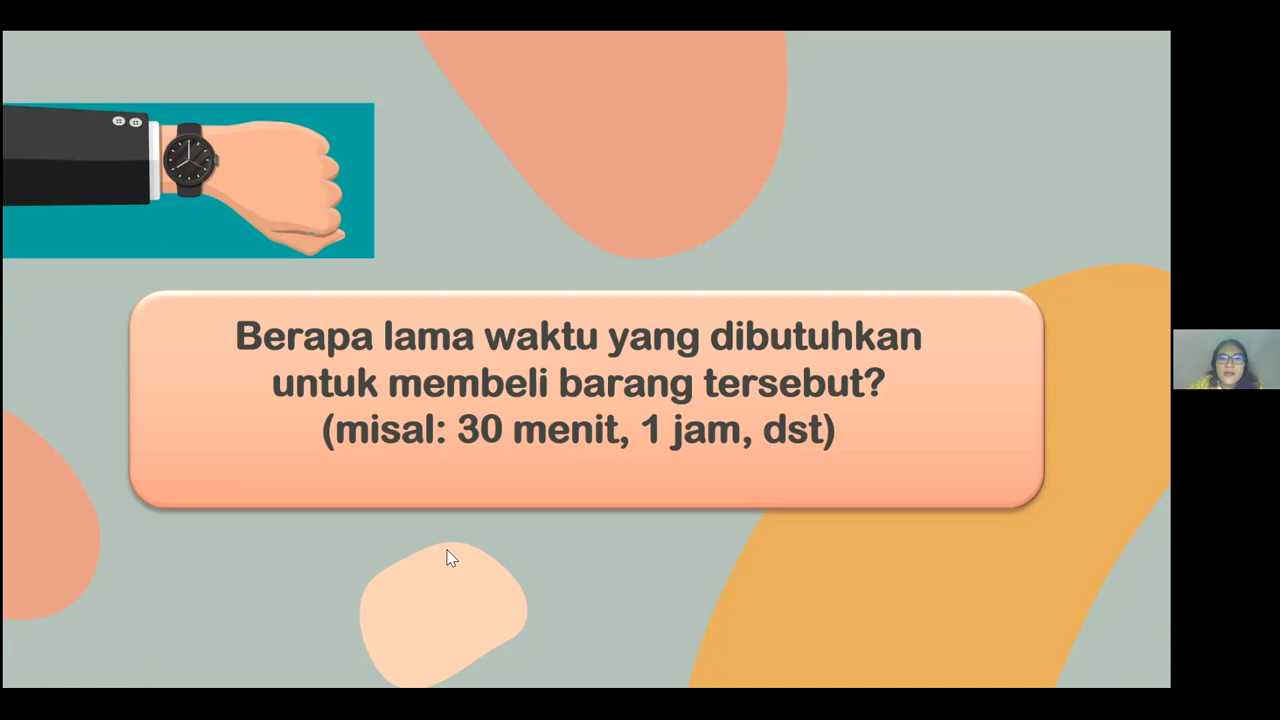 Berapa lama waktu yang dibutuhkan
untuk membeli barang tersebut?
(misal: 30 menit, 1 jam, dst)